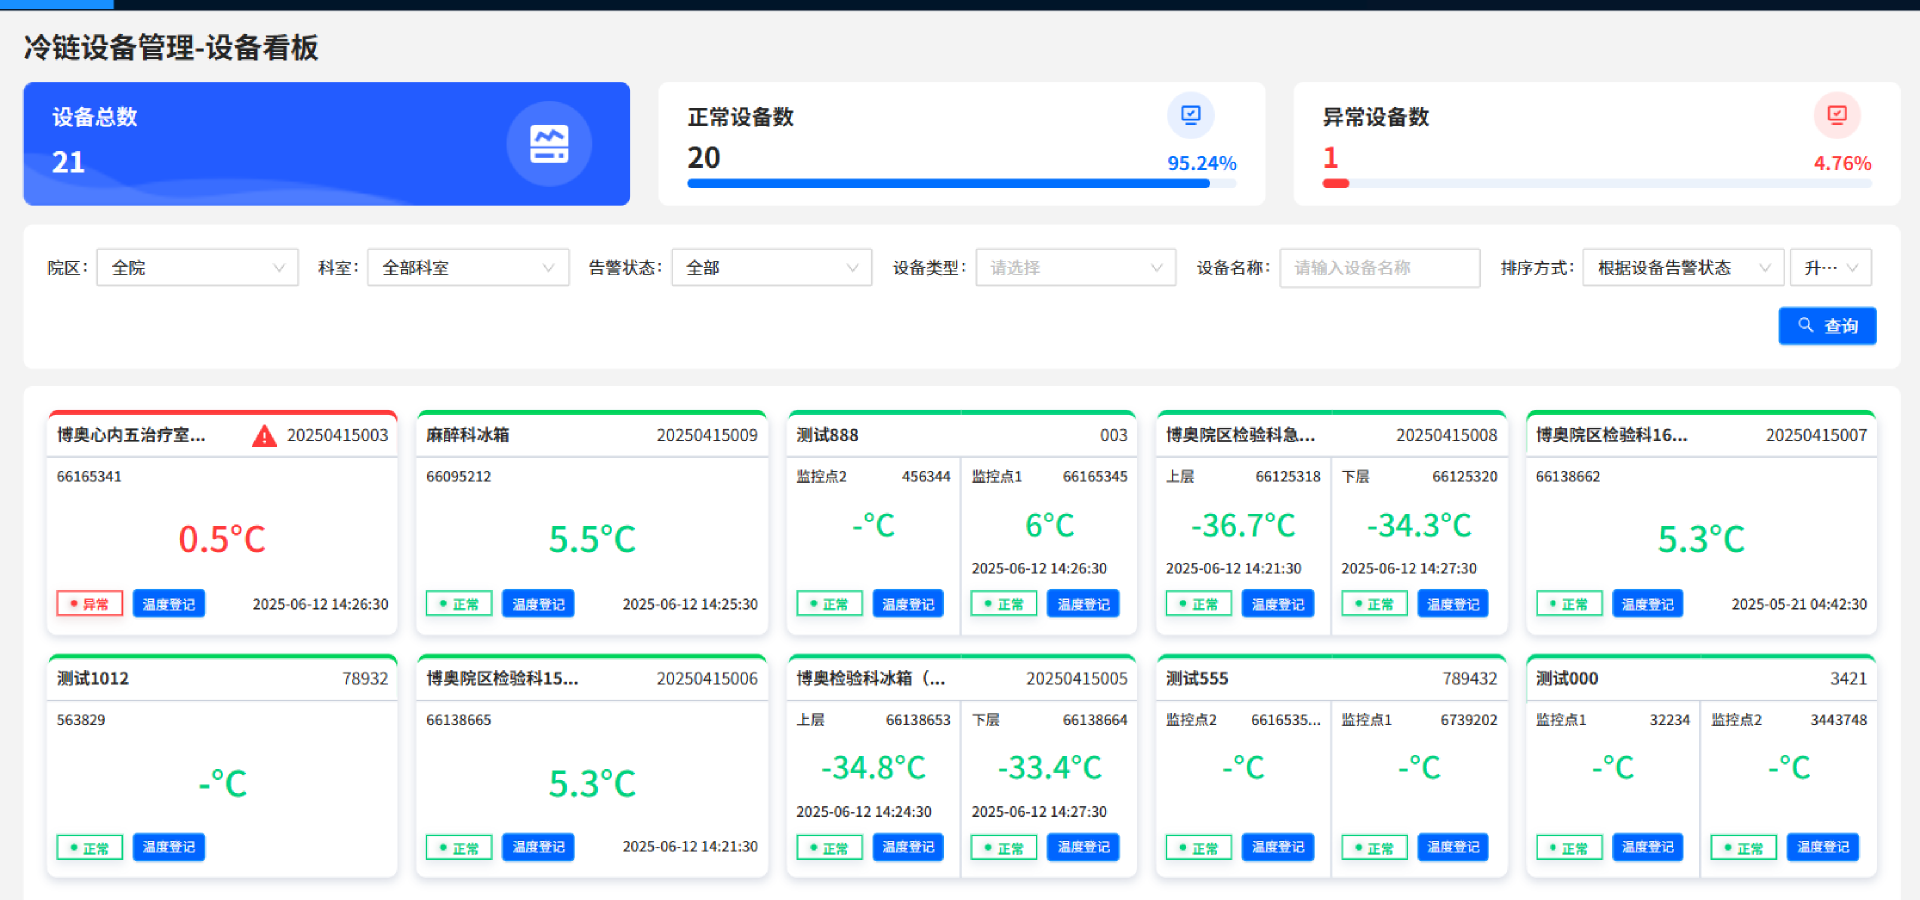 冷链设备管理-设备看板
设备总数
21
正常设备数
20
95.24%
异常设备数
1
4.76%
院区: 全院
科室: 全部科室
告警状态: 全部
设备类型: 请选择
设备名称: 请输入设备名称
排序方式: 根据设备告警状态 升···
查询
博奥心内五治疗室... 20250415003
66165341
0.5°C
异常 温度登记 2025-06-12 14:26:30
麻醉科冰箱 20250415009
66095212
5.5°C
正常 温度登记 2025-06-12 14:25:30
测试888 003
监控点2 456344
-°C
正常 温度登记
监控点1 66165345
6°C
2025-06-12 14:26:30
正常 温度登记
博奥院区检验科急... 20250415008
上层 66125318
-36.7°C
2025-06-12 14:21:30
正常 温度登记
下层 66125320
-34.3°C
2025-06-12 14:27:30
正常 温度登记
博奥院区检验科16... 20250415007
66138662
5.3°C
正常 温度登记 2025-05-21 04:42:30
测试1012 78932
563829
-°C
正常 温度登记
博奥院区检验科15... 20250415006
66138665
5.3°C
正常 温度登记 2025-06-12 14:21:30
博奥检验科冰箱（... 20250415005
上层 66138653
-34.8°C
2025-06-12 14:24:30
正常 温度登记
下层 66138664
-33.4°C
2025-06-12 14:27:30
正常 温度登记
测试555 789432
监控点2 6616535...
-°C
正常 温度登记
监控点1 6739202
-°C
正常 温度登记
测试000 3421
监控点1 32234
-°C
正常 温度登记
监控点2 3443748
-°C
正常 温度登记